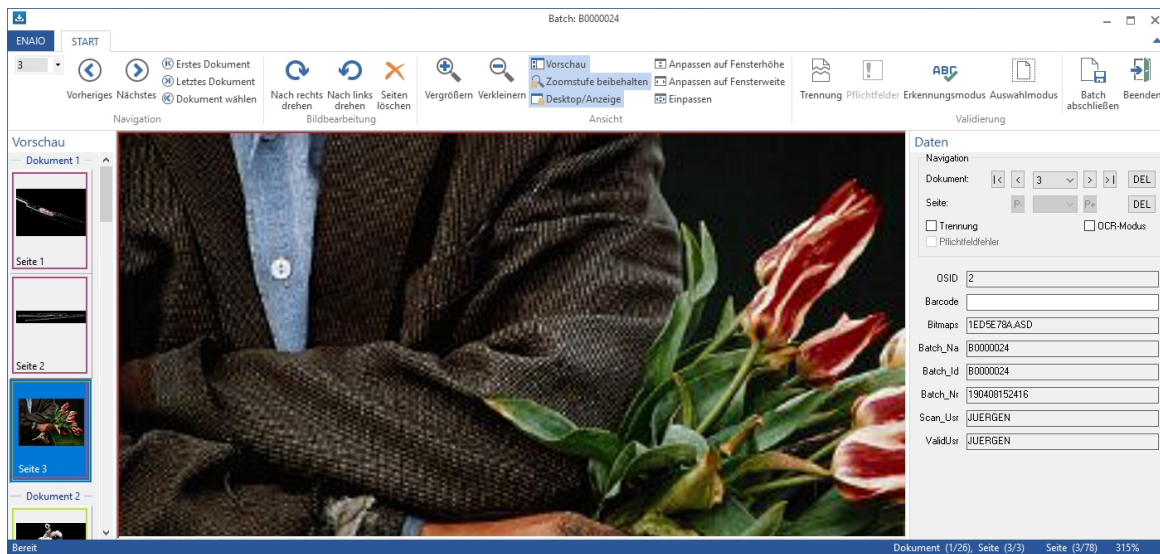 Batch: B0000024
ENAIO START
3
Vorheriges Nächstes
Erstes Dokument
Letztes Dokument
Dokument wählen
Navigation
Nach rechts drehen
Nach links drehen
Seiten löschen
Bildbearbeitung
Vergrößern Verkleinern
Vorschau
Zoomstufe beibehalten
Desktop/Anzeige
Anpassen auf Fensterhöhe
Anpassen auf Fensterweite
Einpassen
Ansicht
Trennung Pflichtfelder
ABC
Erkennungsmodus Auswahlmodus
Batch abschließen
Beenden
Validierung
Vorschau
Dokument 1
Seite 1
Seite 2
Seite 3
Dokument 2
Daten
Navigation
Dokument: |< < 3 > >| DEL
Seite: P- P+ DEL
Trennung OCR-Modus
Pflichtfeldfehler
OSID 2
Barcode
Bitmaps 1ED5E78A.ASD
Batch_Na B0000024
Batch_Id B0000024
Batch_Nr 190408152416
Scan_Usr JUERGEN
ValidUsr JUERGEN
Bereit
Dokument (1/26), Seite (3/3) Seite (3/78) 315%